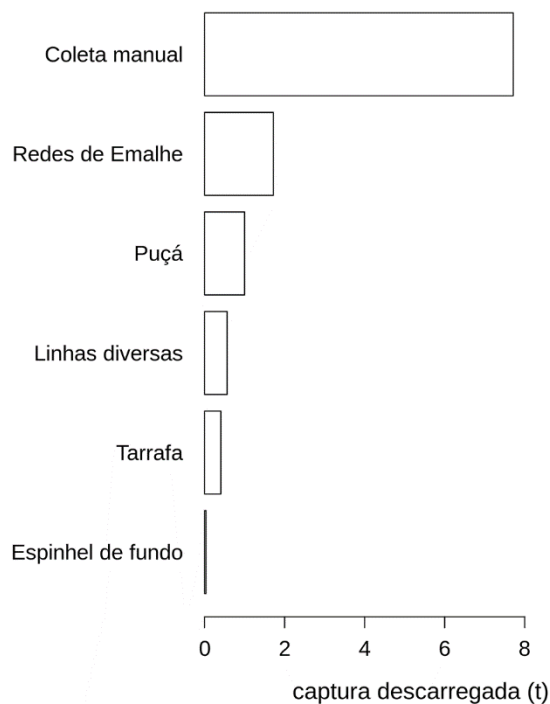 Coleta manual
Redes de Emalhe
Puçá
Linhas diversas
Tarrafa
Espinhel de fundo
0 2 4 6 8
captura descarregada (t)